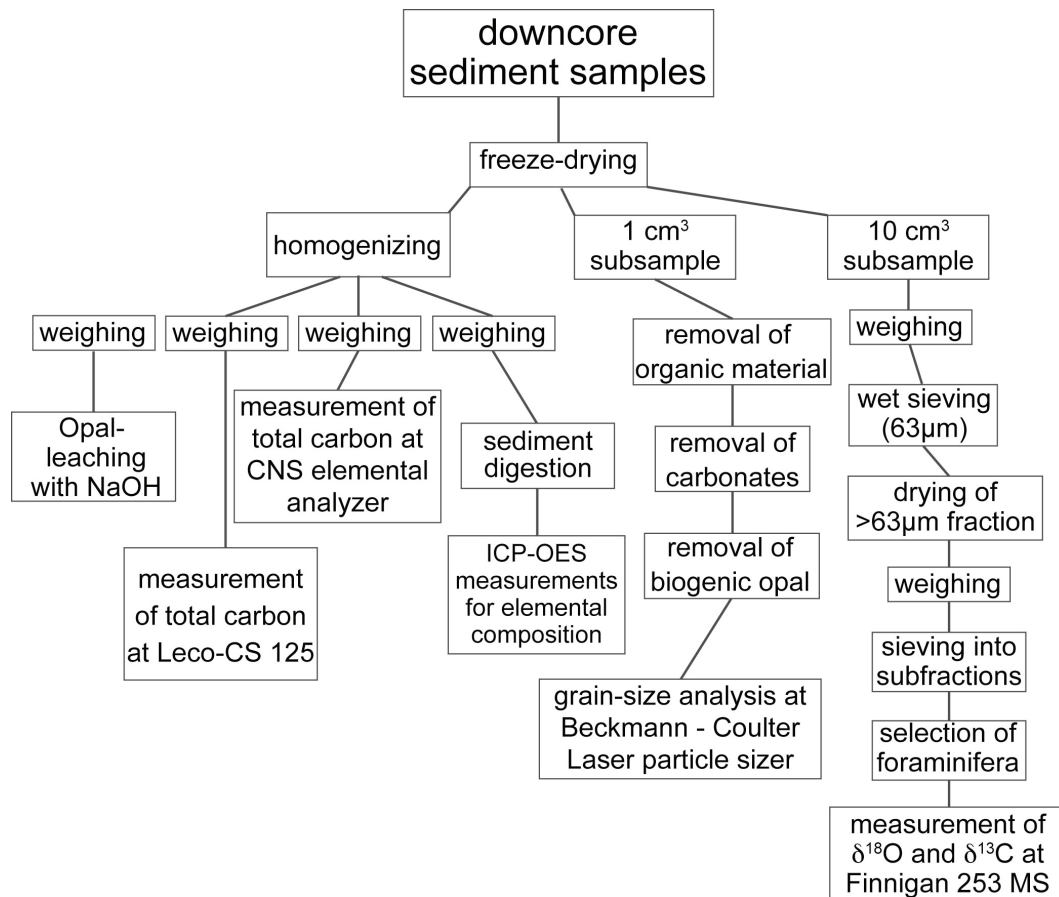 downcore
sediment samples
freeze-drying
homogenizing
1 cm³
subsample
10 cm³
subsample
weighing
weighing
weighing
weighing
removal of
organic material
weighing
Opal-
leaching
with NaOH
measurement of
total carbon at
CNS elemental
analyzer
sediment
digestion
removal of
carbonates
wet sieving
(63µm)
drying of
>63µm fraction
measurement
of total carbon
at Leco-CS 125
ICP-OES
measurements
for elemental
composition
removal of
biogenic opal
weighing
sieving into
subfractions
grain-size analysis at
Beckmann - Coulter
Laser particle sizer
selection of
foraminifera
measurement of
δ¹⁸O and δ¹³C at
Finnigan 253 MS